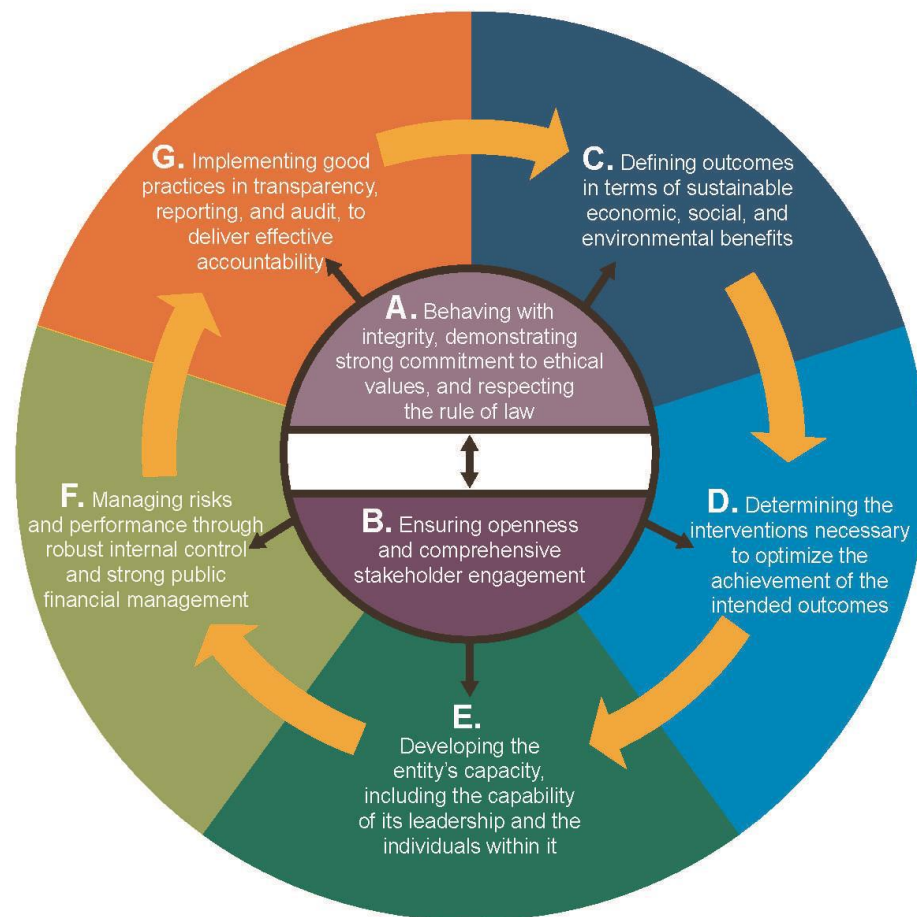 A. Behaving with
integrity, demonstrating
strong commitment to ethical
values, and respecting
the rule of law
B. Ensuring openness
and comprehensive
stakeholder engagement
C. Defining outcomes
in terms of sustainable
economic, social, and
environmental benefits
D. Determining the
interventions necessary
to optimize the
achievement of the
intended outcomes
E.
Developing the
entity's capacity,
including the capability
of its leadership and the
individuals within it
F. Managing risks
and performance through
robust internal control
and strong public
financial management
G. Implementing good
practices in transparency,
reporting, and audit, to
deliver effective
accountability